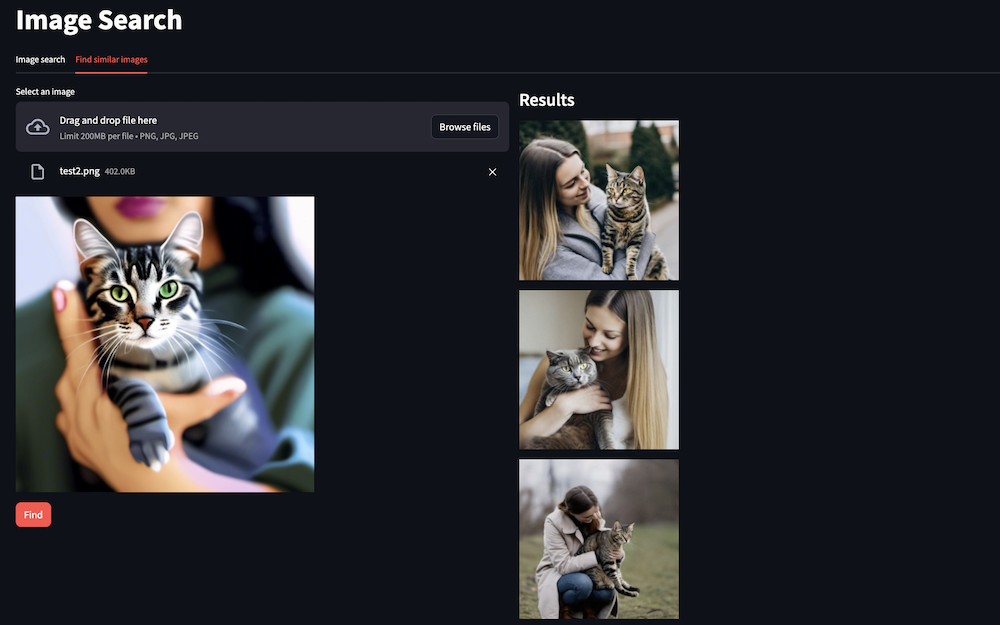 Image Search
Image search
Find similar images
Select an image
Drag and drop file here
Limit 200MB per file • PNG, JPG, JPEG
Browse files
test2.png 402.0KB
Find
Results